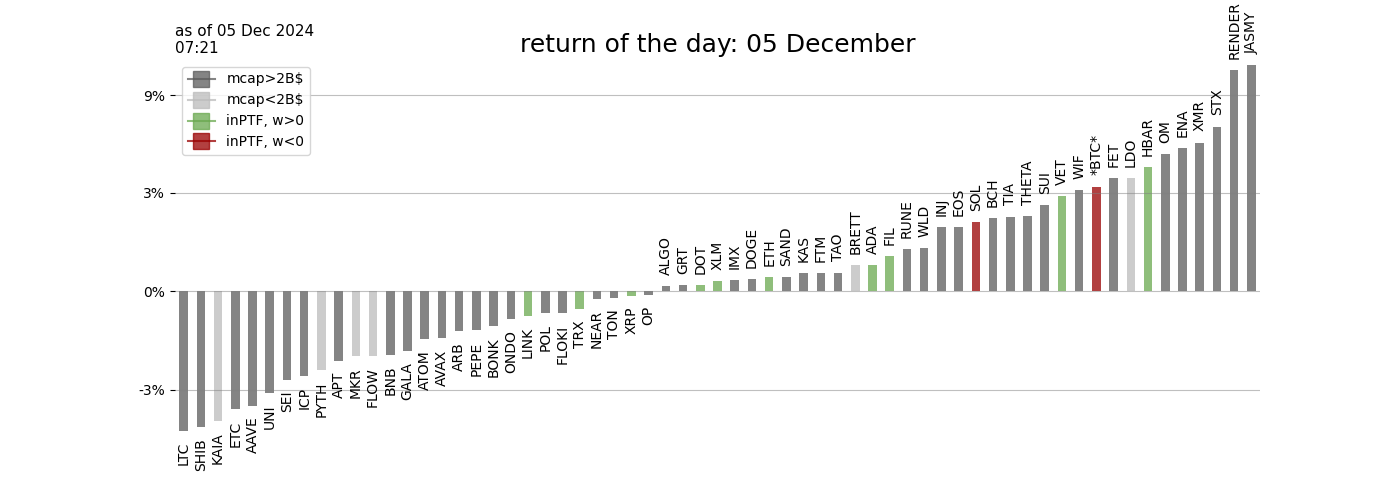 as of 05 Dec 2024
07:21
return of the day: 05 December
mcap>2B$
mcap<2B$
inPTF, w>0
inPTF, w<0
9%
3%
0%
-3%
LTC
SHIB
KAIA
ETC
AAVE
UNI
SEI
ICP
PYTH
APT
MKR
FLOW
BNB
GALA
ATOM
AVAX
ARB
PEPE
BONK
ONDO
LINK
POL
FLOKI
TRX
NEAR
TON
XRP
OP
ALGO
GRT
DOT
XLM
IMX
DOGE
ETH
SAND
KAS
FTM
TAO
BRETT
ADA
FIL
RUNE
WLD
INJ
EOS
SOL
BCH
TIA
THETA
SUI
VET
WIF
*BTC*
FET
LDO
HBAR
OM
ENA
XMR
STX
RENDER
JASMY